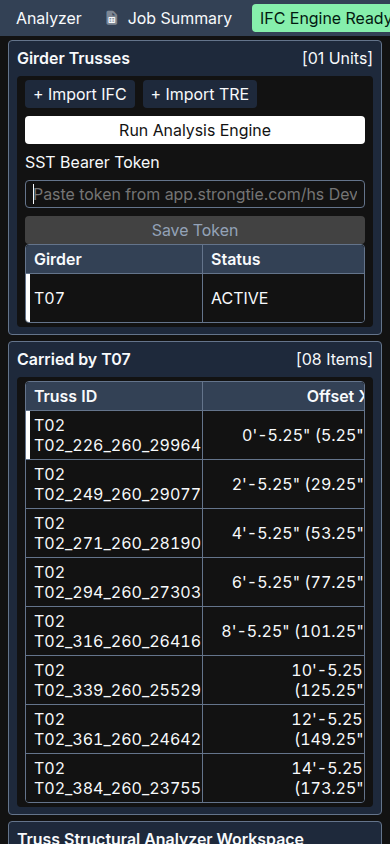 Analyzer Job Summary IFC Engine Ready
Girder Trusses [01 Units]
+ Import IFC + Import TRE
Run Analysis Engine
SST Bearer Token
Paste token from app.strongtie.com/hs Dev
Save Token
Girder Status
T07 ACTIVE
Carried by T07 [08 Items]
Truss ID Offset X
T02
T02_226_260_29964 0'-5.25" (5.25"
T02
T02_249_260_29077 2'-5.25" (29.25"
T02
T02_271_260_28190 4'-5.25" (53.25"
T02
T02_294_260_27303 6'-5.25" (77.25"
T02
T02_316_260_26416 8'-5.25" (101.25"
T02 10'-5.25
T02_339_260_25529 (125.25"
T02 12'-5.25
T02_361_260_24642 (149.25"
T02 14'-5.25
T02_384_260_23755 (173.25"
Truss Structural Analyzer Workspace